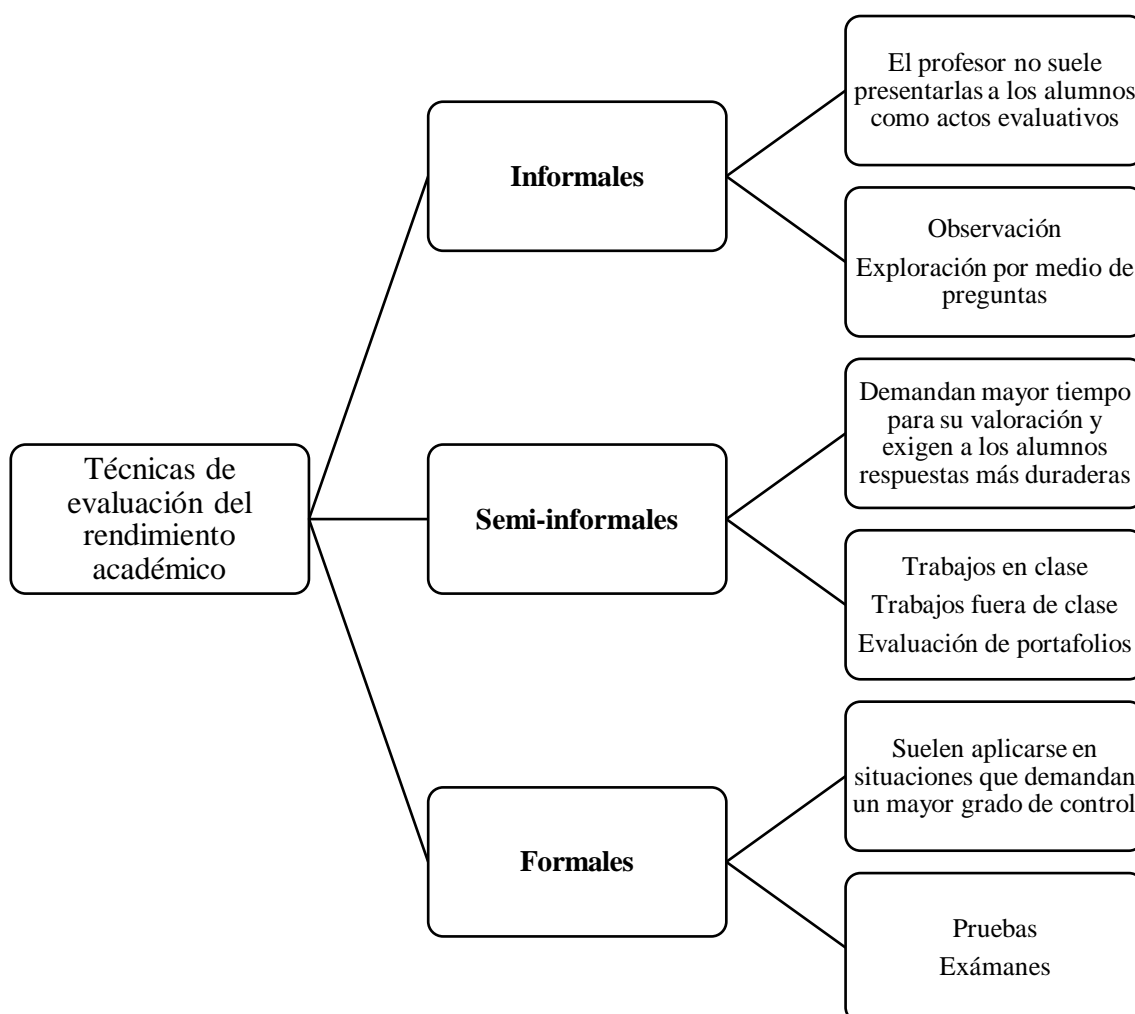 Técnicas de
evaluación del
rendimiento
académico
Informales
El profesor no suele
presentarlas a los alumnos
como actos evaluativos
Observación
Exploración por medio de
preguntas
Semi-informales
Demandan mayor tiempo
para su valoración y
exigen a los alumnos
respuestas más duraderas
Trabajos en clase
Trabajos fuera de clase
Evaluación de portafolios
Formales
Suelen aplicarse en
situaciones que demandan
un mayor grado de control
Pruebas
Exámanes